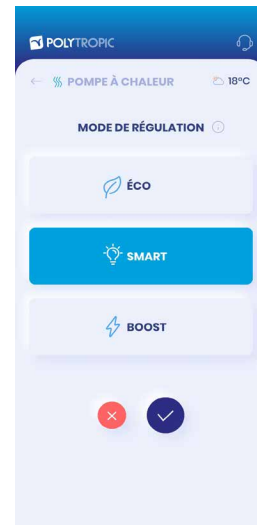 POLYTROPIC
POMPE À CHALEUR 18°C
MODE DE RÉGULATION
ÉCO
SMART
BOOST